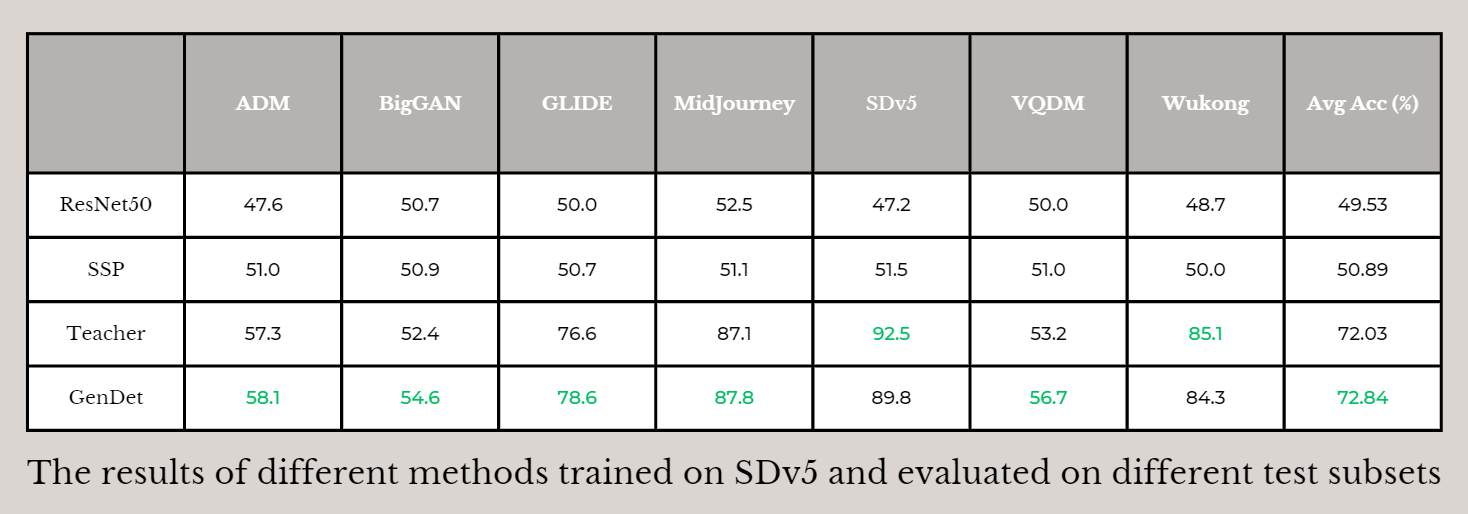 ADM BigGAN GLIDE MidJourney SDv5 VQDM Wukong Avg Acc (%)
ResNet50 47.6 50.7 50.0 52.5 47.2 50.0 48.7 49.53
SSP 51.0 50.9 50.7 51.1 51.5 51.0 50.0 50.89
Teacher 57.3 52.4 76.6 87.1 92.5 53.2 85.1 72.03
GenDet 58.1 54.6 78.6 87.8 89.8 56.7 84.3 72.84
The results of different methods trained on SDv5 and evaluated on different test subsets